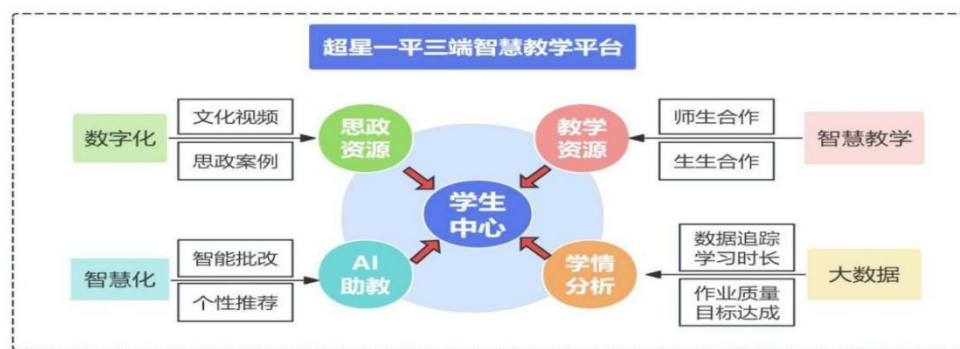 超星一平三端智慧教学平台
数字化
文化视频
思政案例
思政
资源
教学
资源
师生合作
生生合作
智慧教学
学生
中心
智慧化
智能批改
个性推荐
AI
助教
学情
分析
数据追踪
学习时长
作业质量
目标达成
大数据